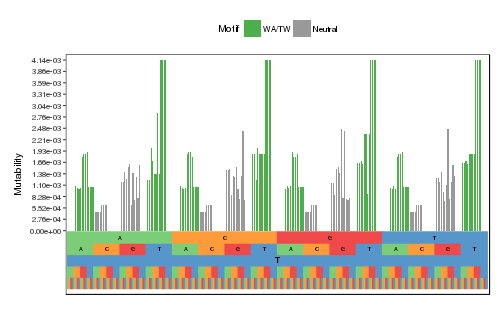 Motif WA/TW Neutral
4.14e-03
3.86e-03
3.59e-03
3.31e-03
3.04e-03
2.76e-03
2.48e-03
2.21e-03
1.93e-03
1.66e-03
1.38e-03
1.10e-03
8.28e-04
5.52e-04
2.76e-04
0.00e+00
Mutability
A C G T
A C G T A C G T A C G T A C G T
T